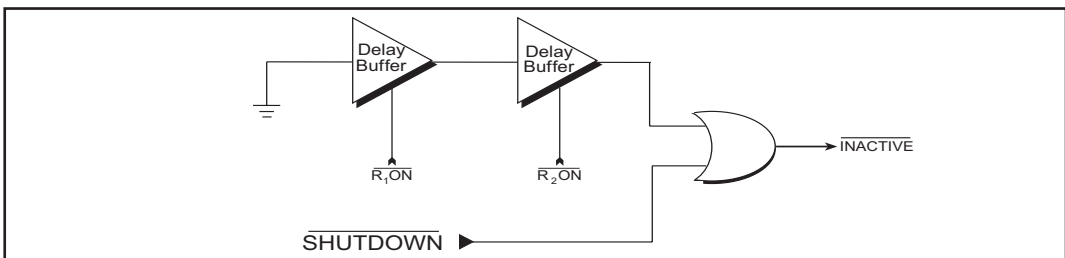 Delay
Buffer
Delay
Buffer
INACTIVE
R₁ON
R₂ON
SHUTDOWN